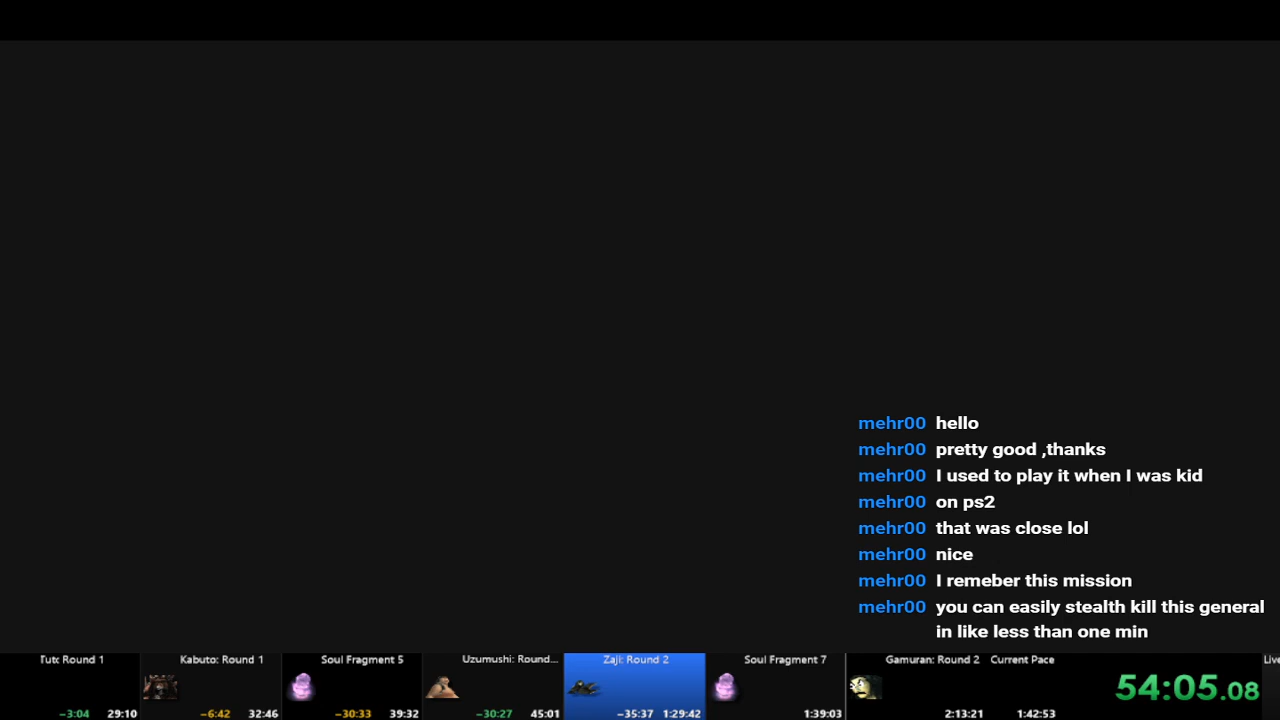 mehr00 hello
mehr00 pretty good ,thanks
mehr00 I used to play it when I was kid
mehr00 on ps2
mehr00 that was close lol
mehr00 nice
mehr00 I remeber this mission
mehr00 you can easily stealth kill this general
in like less than one min
Tutx Round 1 Kabuto: Round 1 Soul Fragment 5 Uzumushi: Round... Zaji: Round 2 Soul Fragment 7 Gamuran: Round 2 Current Pace Live
54:05.08
−3:04 29:10 −6:42 32:46 −30:33 39:32 −30:27 45:01 −35:37 1:29:42 1:39:03 2:13:21 1:42:53